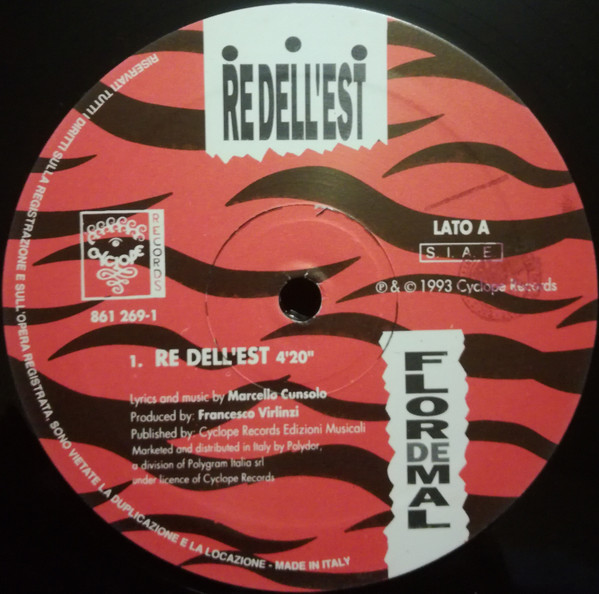 RE DELL'EST
LATO A
S. I. A. E
RECORDS
CYCLOPE
861 269-1
℗ & © 1993 Cyclope Records
1. RE DELL'EST 4'20"
Lyrics and music by Marcello Cunsolo
Produced by: Francesco Virlinzi
Published by: Cyclope Records Edizioni Musicali
Marketed and distributed in Italy by Polydor,
a division of Polygram Italia srl
under licence of Cyclope Records
FLOR DE MAL
RISERVATI TUTTI I DIRITTI SULLA REGISTRAZIONE E SULL'OPERA REGISTRATA. SONO VIETATE LA DUPLICAZIONE E LA LOCAZIONE - MADE IN ITALY